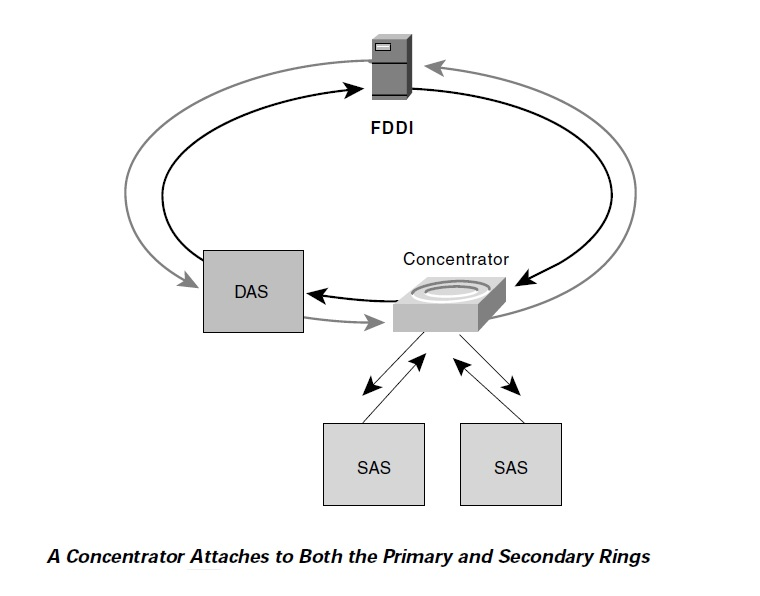 FDDI
Concentrator
DAS
SAS
SAS
A Concentrator Attaches to Both the Primary and Secondary Rings